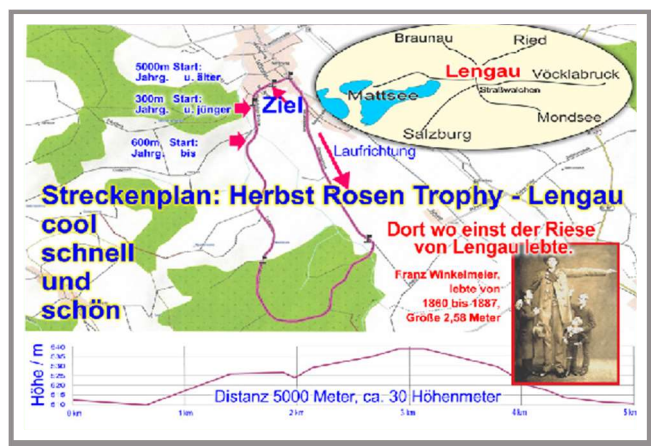 5000m Start:
Jahrg. u. älter.
300m Start:
Jahrg. u. jünger
600m Start:
Jahrg. bis
Ziel
Braunau
Ried
Lengau
Vöcklabruck
Mattsee
Straßwalchen
Mondsee
Salzburg
Laufrichtung
Streckenplan: Herbst Rosen Trophy - Lengau
cool
schnell
und
schön
Dort wo einst der Riese
von Lengau lebte.
Franz Winkelmeier,
lebte von
1860 bis 1887,
Größe 2,58 Meter
Höhe / m
Distanz 5000 Meter, ca. 30 Höhenmeter
0 km
1 km
2 km
3 km
4 km
5 km